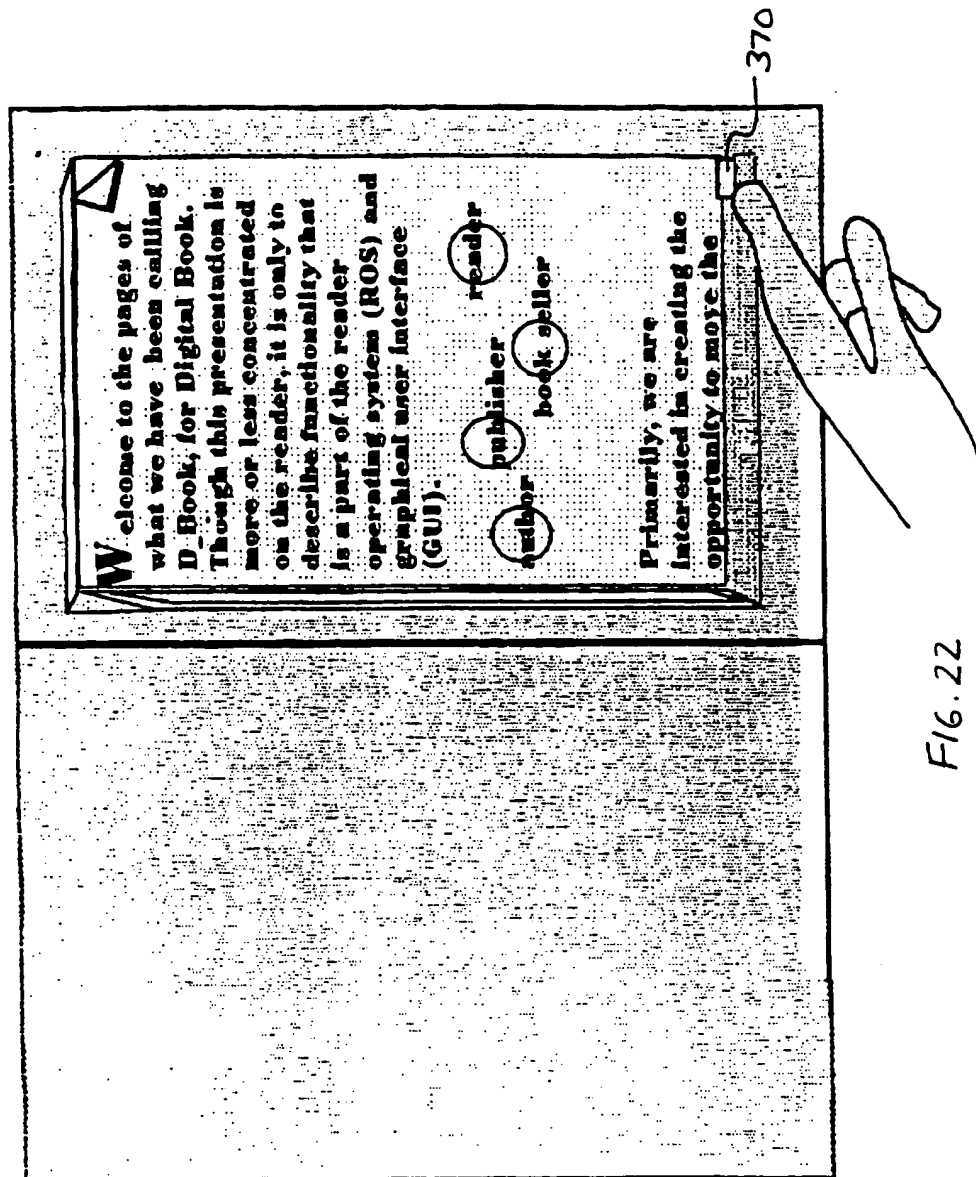 Welcome to the pages of
what we have been calling
D_Book, for Digital Book.
Though this presentation is
more or less concentrated
on the reader, it is only to
describe functionality that
is a part of the reader
operating system (ROS) and
graphical user interface
(GUI).
author publisher reader
book seller
Primarily, we are
interested in creating the
opportunity to move the
370
FIG. 22